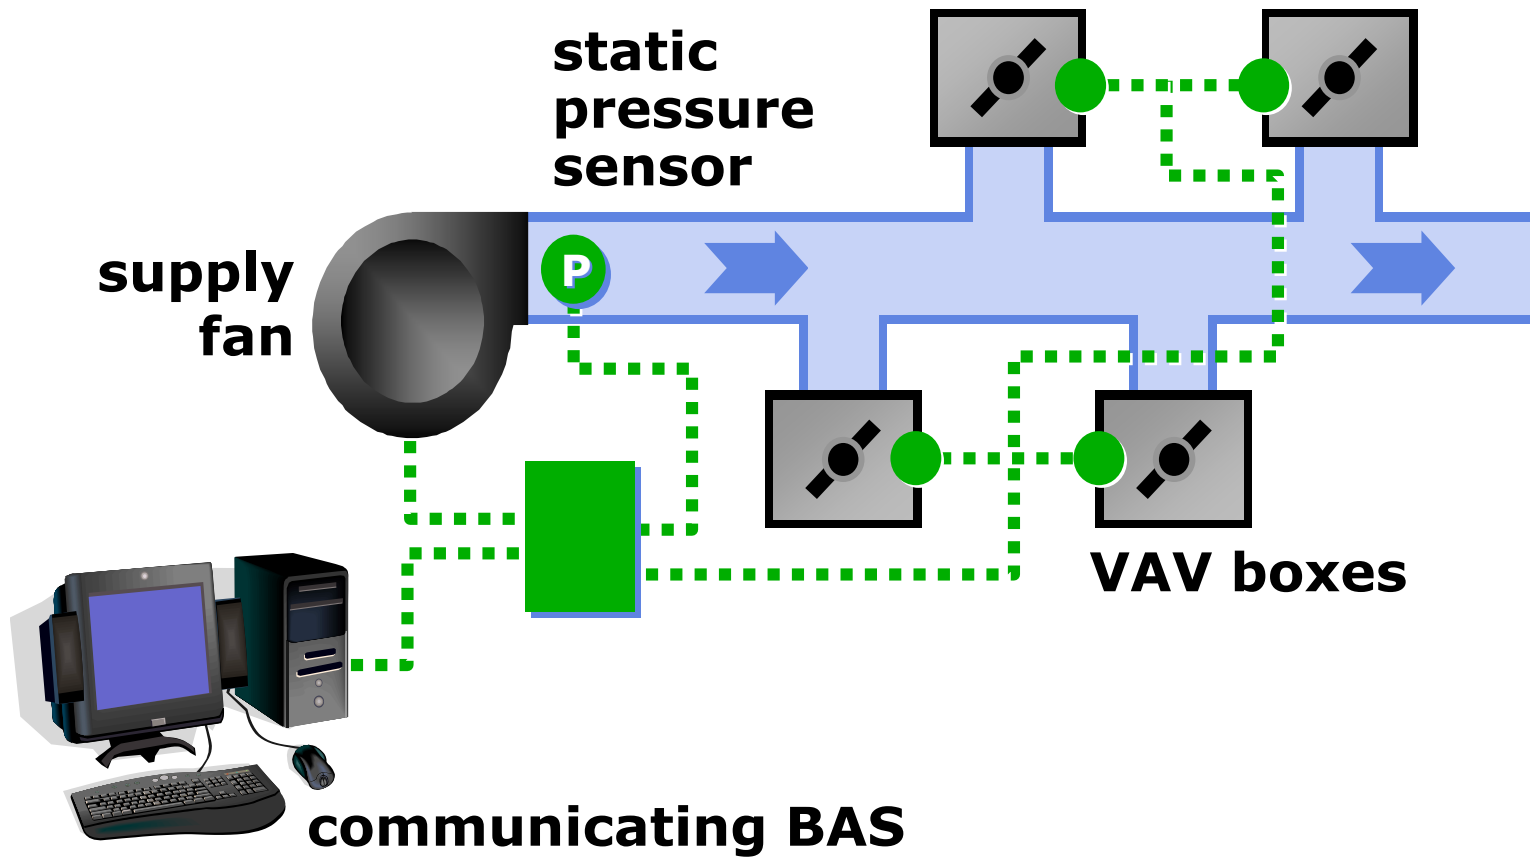 static
pressure
sensor
supply
fan
P
VAV boxes
communicating BAS